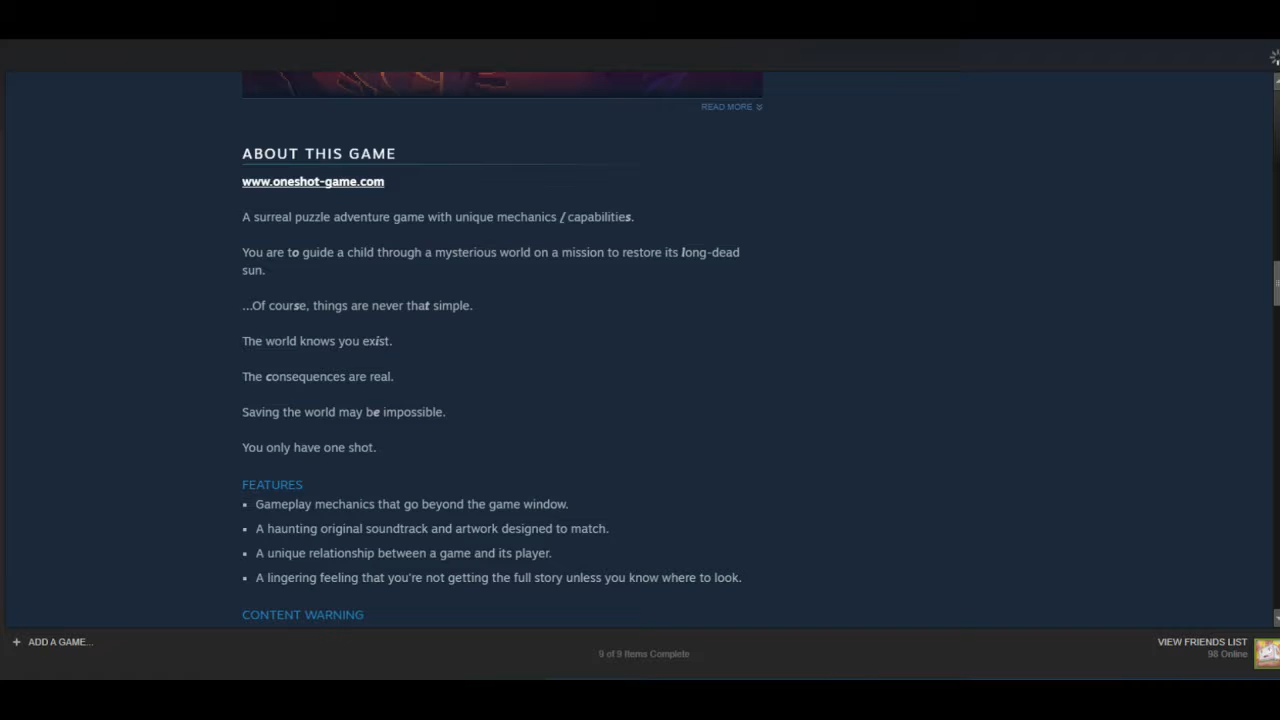 READ MORE
ABOUT THIS GAME
www.oneshot-game.com
A surreal puzzle adventure game with unique mechanics / capabilities.
You are to guide a child through a mysterious world on a mission to restore its long-dead
sun.
...Of course, things are never that simple.
The world knows you exist.
The consequences are real.
Saving the world may be impossible.
You only have one shot.
FEATURES
▪ Gameplay mechanics that go beyond the game window.
▪ A haunting original soundtrack and artwork designed to match.
▪ A unique relationship between a game and its player.
▪ A lingering feeling that you're not getting the full story unless you know where to look.
CONTENT WARNING
+ ADD A GAME...
9 of 9 Items Complete
VIEW FRIENDS LIST
98 Online